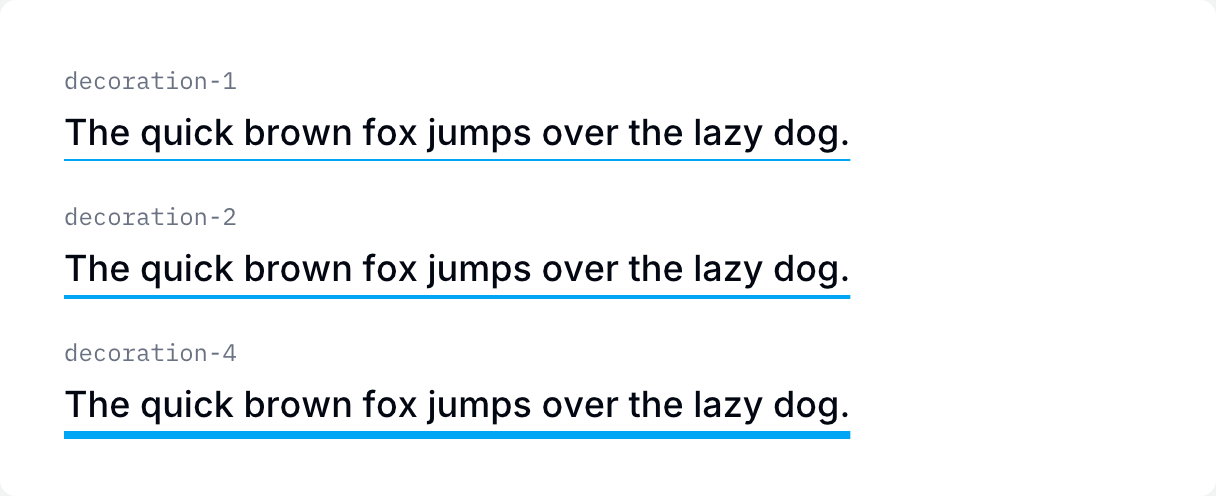 decoration-1
The quick brown fox jumps over the lazy dog.
decoration-2
The quick brown fox jumps over the lazy dog.
decoration-4
The quick brown fox jumps over the lazy dog.